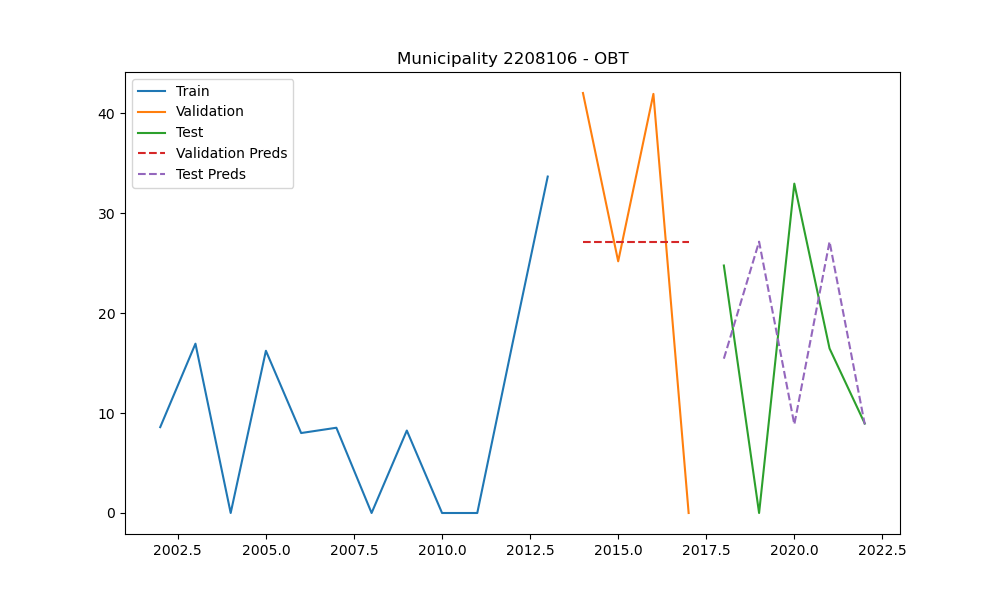 Municipality 2208106 - OBT
Train
Validation
Test
Validation Preds
Test Preds
40
30
20
10
0
2002.5 2005.0 2007.5 2010.0 2012.5 2015.0 2017.5 2020.0 2022.5